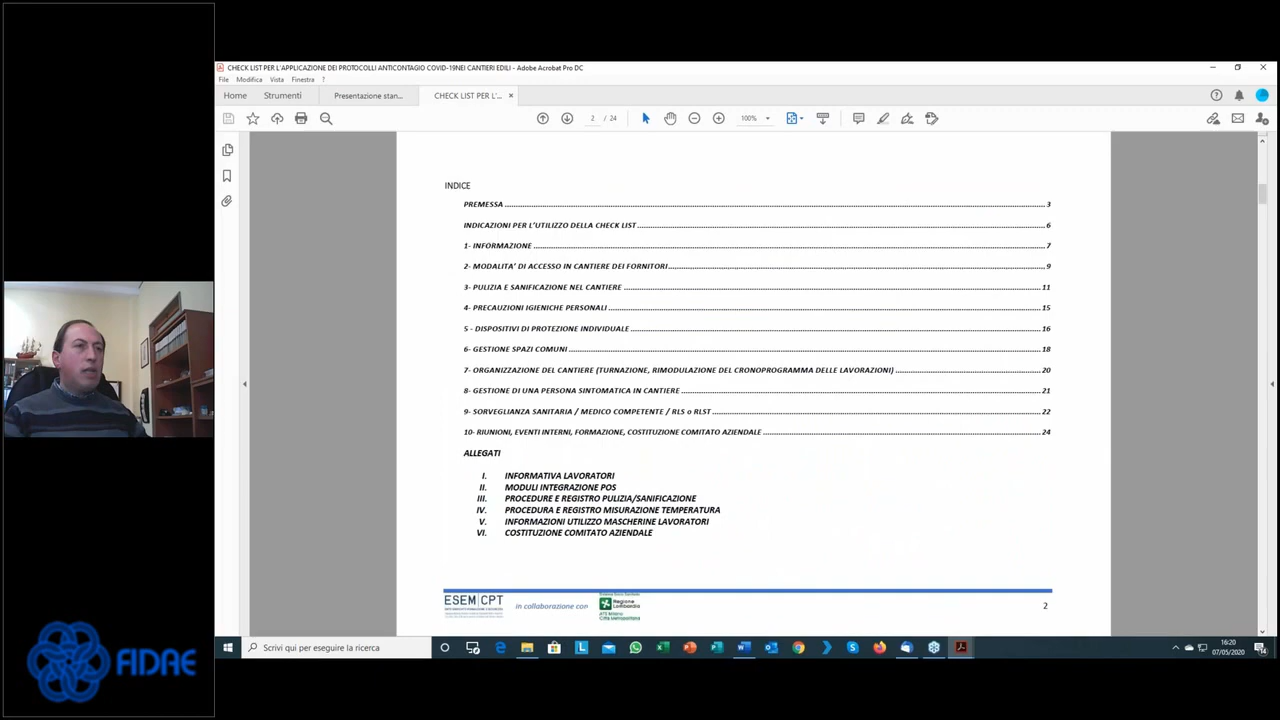 CHECK LIST PER L'APPLICAZIONE DEI PROTOCOLLI ANTICONTAGIO COVID-19NEI CANTIERI EDILI - Adobe Acrobat Pro DC
File Modifica Vista Finestra ?
Home Strumenti Presentazione stan... CHECK LIST PER L'... ×
2 / 24 100%
INDICE
PREMESSA ... 3
INDICAZIONI PER L'UTILIZZO DELLA CHECK LIST ... 6
1- INFORMAZIONE ... 7
2- MODALITA' DI ACCESSO IN CANTIERE DEI FORNITORI ... 9
3- PULIZIA E SANIFICAZIONE NEL CANTIERE ... 11
4- PRECAUZIONI IGIENICHE PERSONALI ... 15
5 - DISPOSITIVI DI PROTEZIONE INDIVIDUALE ... 16
6- GESTIONE SPAZI COMUNI ... 18
7- ORGANIZZAZIONE DEL CANTIERE (TURNAZIONE, RIMODULAZIONE DEL CRONOPROGRAMMA DELLE LAVORAZIONI) ... 20
8- GESTIONE DI UNA PERSONA SINTOMATICA IN CANTIERE ... 21
9- SORVEGLIANZA SANITARIA / MEDICO COMPETENTE / RLS o RLST ... 22
10- RIUNIONI, EVENTI INTERNI, FORMAZIONE, COSTITUZIONE COMITATO AZIENDALE ... 24
ALLEGATI
I. INFORMATIVA LAVORATORI
II. MODULI INTEGRAZIONE POS
III. PROCEDURE E REGISTRO PULIZIA/SANIFICAZIONE
IV. PROCEDURA E REGISTRO MISURAZIONE TEMPERATURA
V. INFORMAZIONI UTILIZZO MASCHERINE LAVORATORI
VI. COSTITUZIONE COMITATO AZIENDALE
ESEM CPT
in collaborazione con
Regione Lombardia
2
FIDAE
Scrivi qui per eseguire la ricerca
16:20
07/05/2020